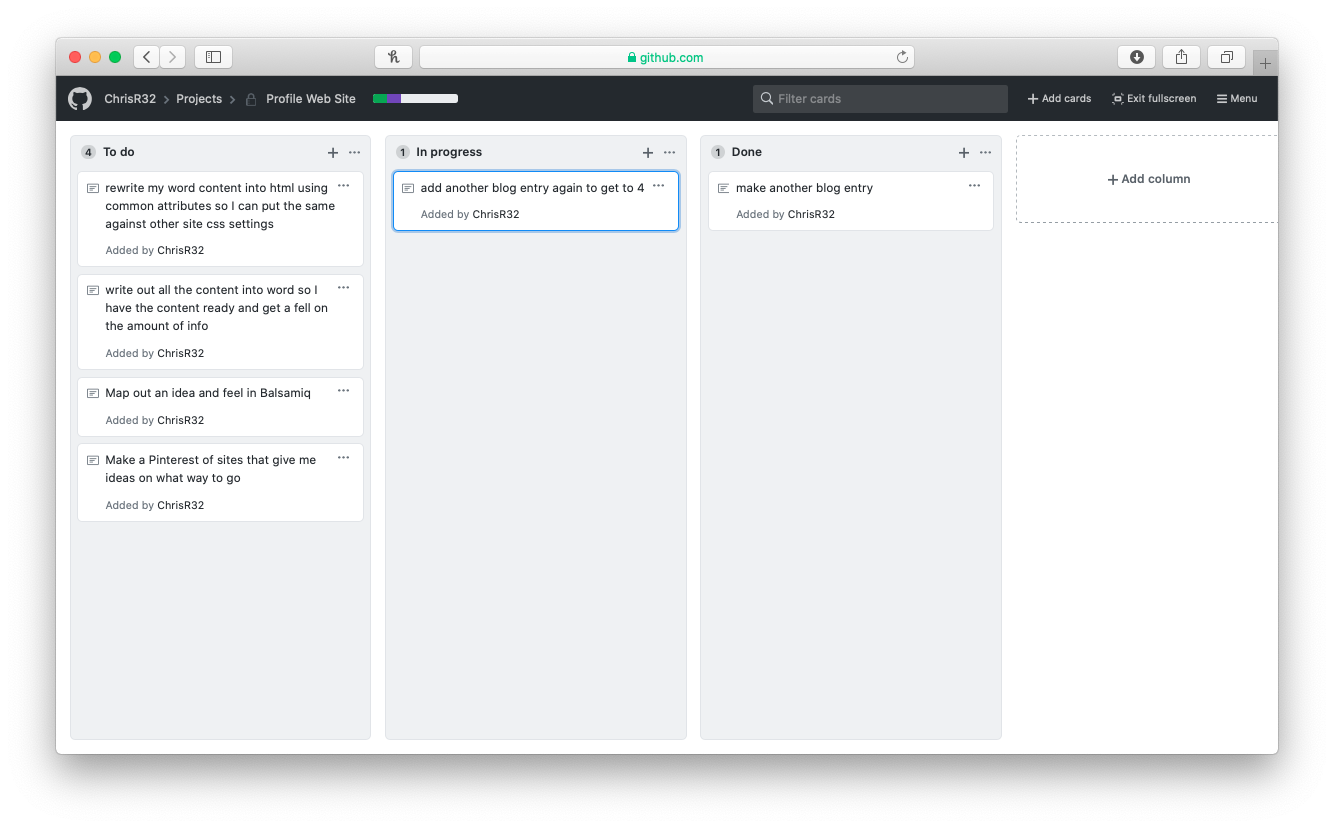 github.com
ChrisR32 Projects Profile Web Site Filter cards Add cards Exit fullscreen Menu
4 To do
rewrite my word content into html using
common attributes so I can put the same
against other site css settings
Added by ChrisR32
write out all the content into word so I
have the content ready and get a fell on
the amount of info
Added by ChrisR32
Map out an idea and feel in Balsamiq
Added by ChrisR32
Make a Pinterest of sites that give me
ideas on what way to go
Added by ChrisR32
1 In progress
add another blog entry again to get to 4
Added by ChrisR32
1 Done
make another blog entry
Added by ChrisR32
Add column